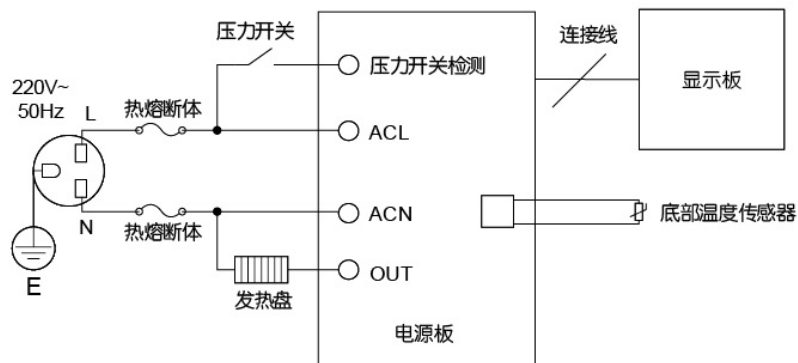 压力开关
压力开关检测
连接线
显示板
220V~
50Hz
L
热熔断体
ACL
N
热熔断体
ACN
底部温度传感器
E
发热盘
OUT
电源板